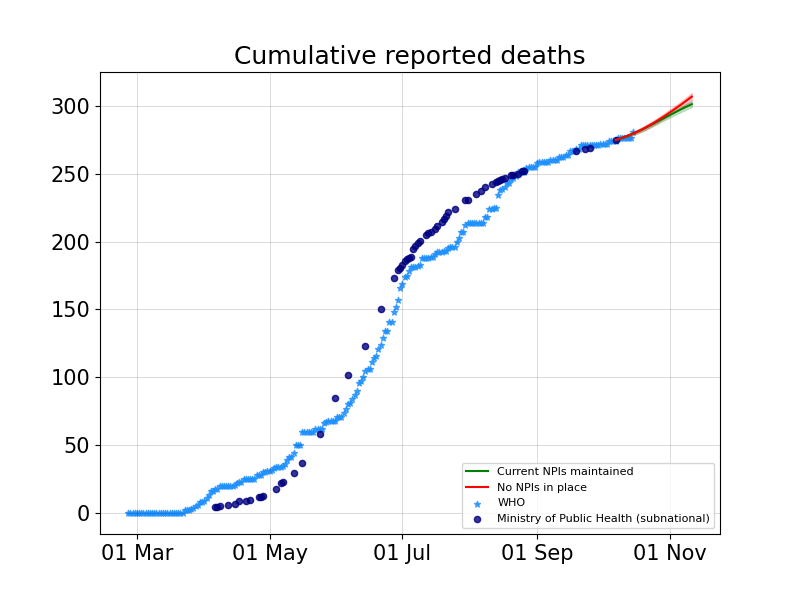 Cumulative reported deaths
300
250
200
150
100
50
0
01 Mar 01 May 01 Jul 01 Sep 01 Nov
Current NPIs maintained
No NPIs in place
WHO
Ministry of Public Health (subnational)